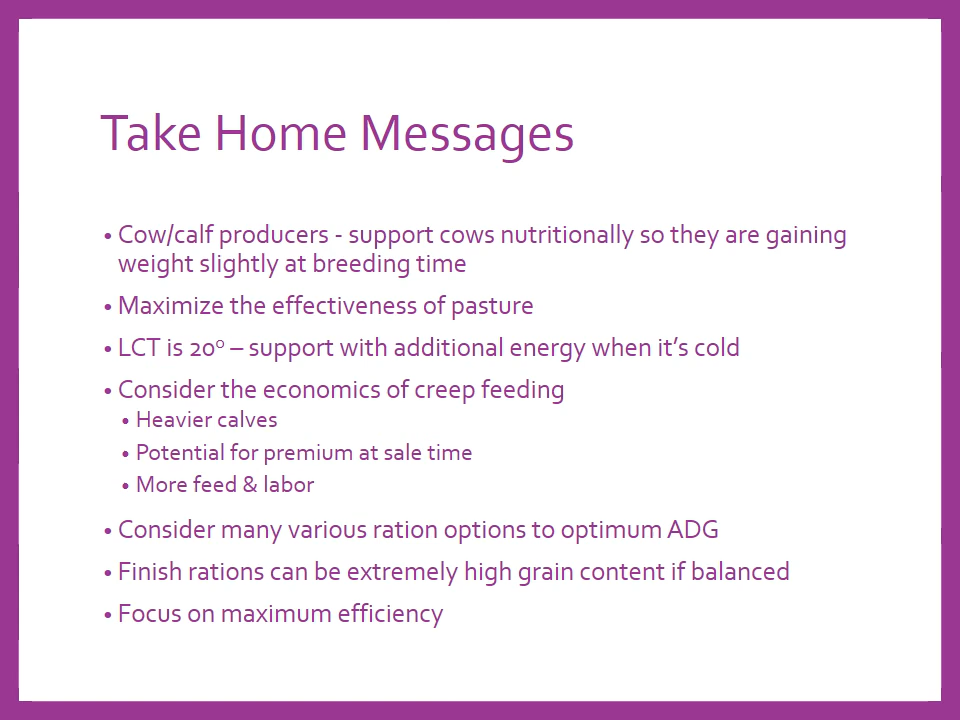 Take Home Messages
• Cow/calf producers - support cows nutritionally so they are gaining
weight slightly at breeding time
• Maximize the effectiveness of pasture
• LCT is 20⁰ – support with additional energy when it’s cold
• Consider the economics of creep feeding
• Heavier calves
• Potential for premium at sale time
• More feed & labor
• Consider many various ration options to optimum ADG
• Finish rations can be extremely high grain content if balanced
• Focus on maximum efficiency